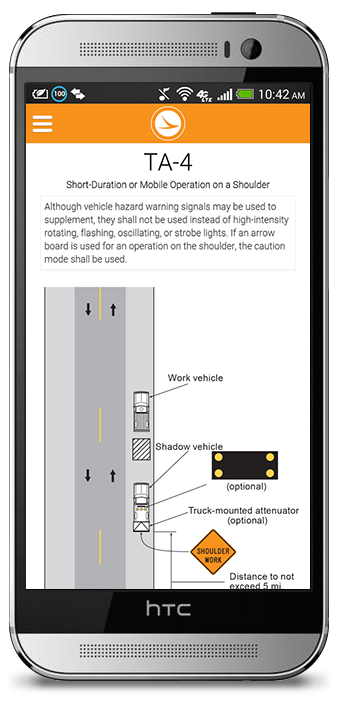 100
4G
LTE
10:42 AM
TA-4
Short-Duration or Mobile Operation on a Shoulder
Although vehicle hazard warning signals may be used to
supplement, they shall not be used instead of high-intensity
rotating, flashing, oscillating, or strobe lights. If an arrow
board is used for an operation on the shoulder, the caution
mode shall be used.
Work vehicle
Shadow vehicle
(optional)
Truck-mounted attenuator
(optional)
SHOULDER
WORK
Distance to not
exceed 5 mi
hTC